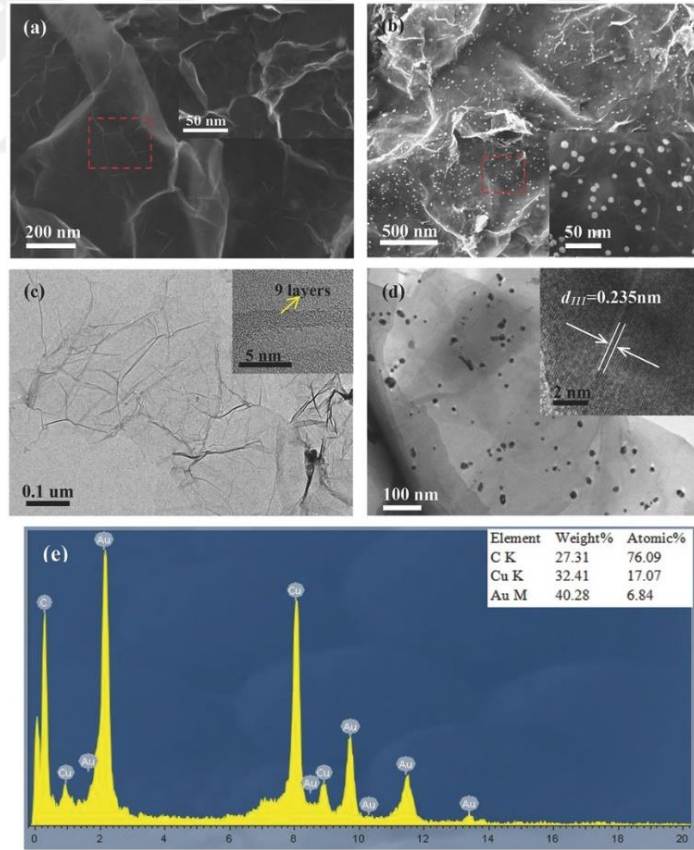 (a)
50 nm
200 nm
(b)
500 nm
50 nm
(c)
9 layers
5 nm
0.1 um
(d)
d111=0.235nm
2 nm
100 nm
(e)
Element Weight% Atomic%
C K 27.31 76.09
Cu K 32.41 17.07
Au M 40.28 6.84
Au
C
Cu
Au
Cu
Au
Cu
Au
Au
Au
Au
0 2 4 6 8 10 12 14 16 18 20